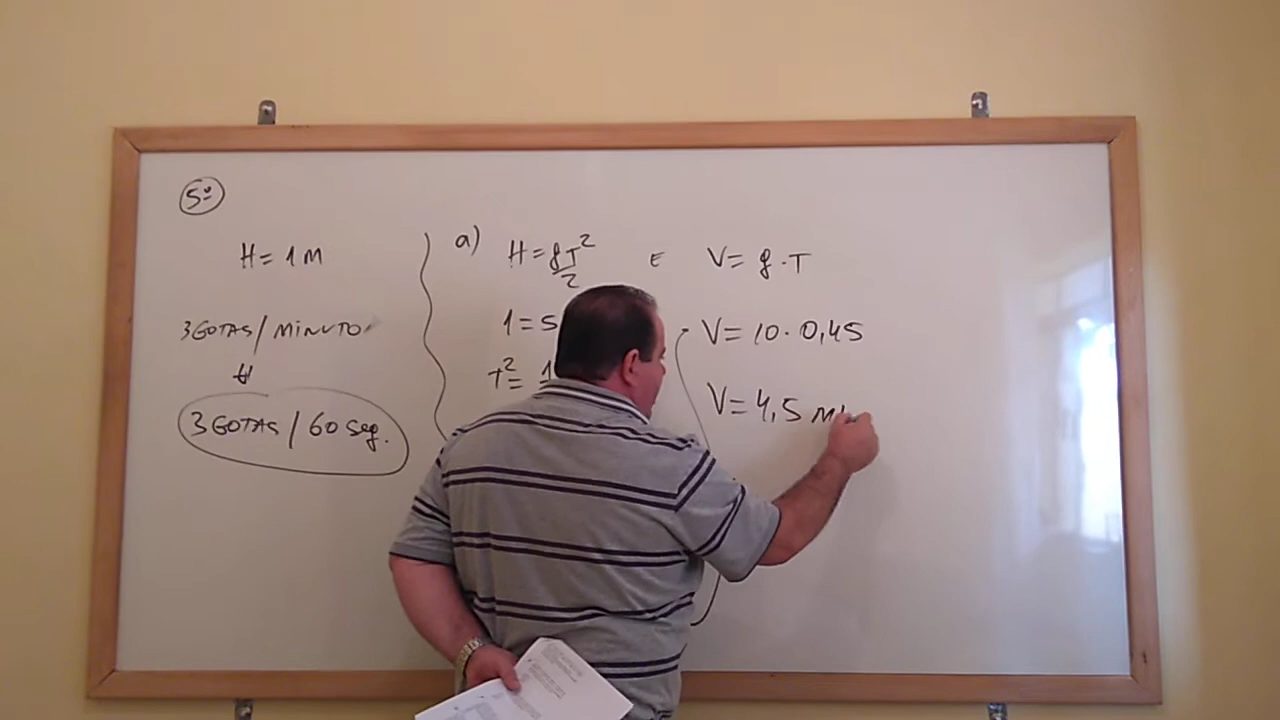 5º
H = 1M
3 GOTAS / MINUTO
3 GOTAS / 60 seg.
a) H = gT²/2 E V = g · T
1 = 5
T² = 1
V = 10 · 0,45
V = 4,5 M/